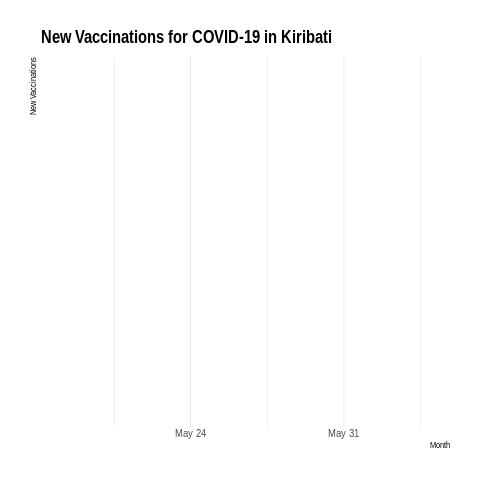 New Vaccinations for COVID-19 in Kiribati
New Vaccinations
May 24
May 31
Month